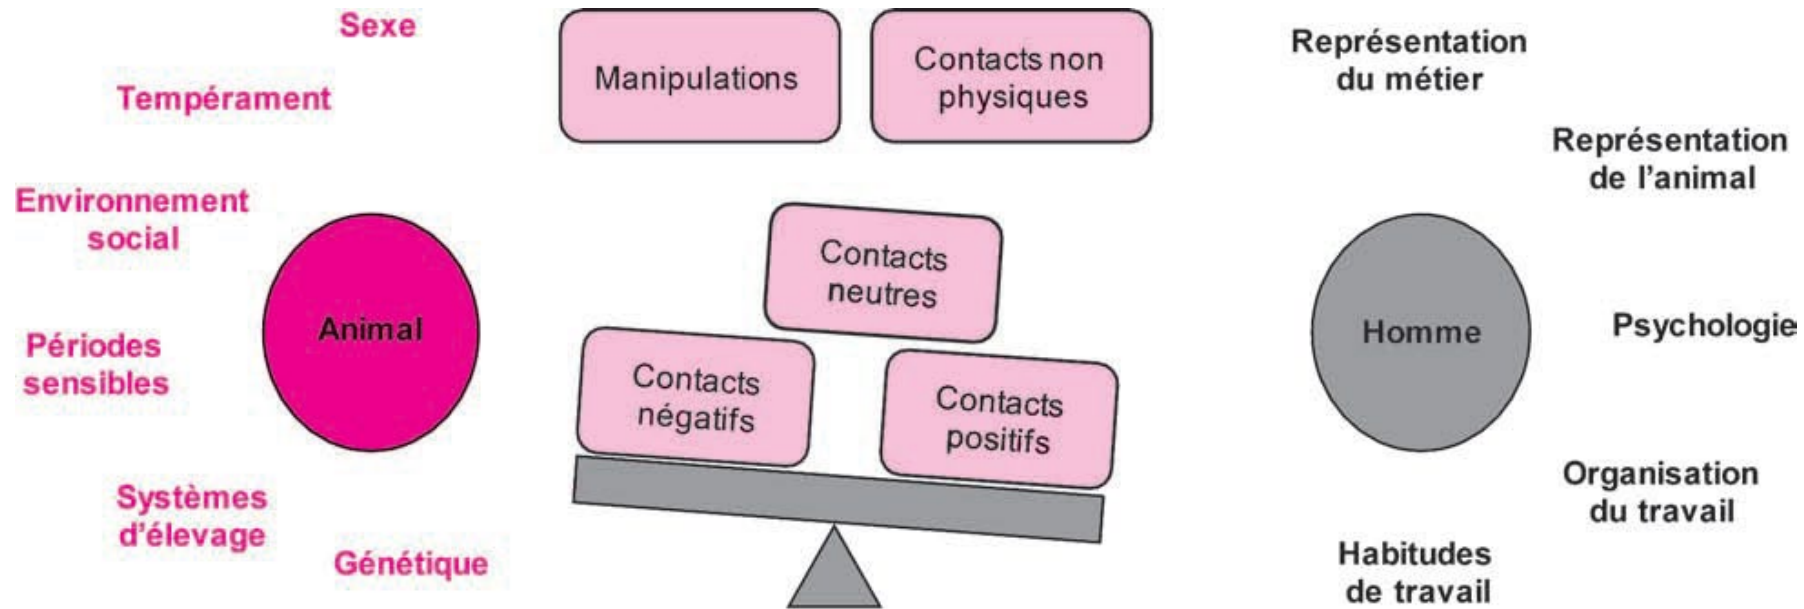 Sexe
Tempérament
Environnement
social
Périodes
sensibles
Animal
Systèmes
d'élevage
Génétique
Manipulations
Contacts non
physiques
Contacts
neutres
Contacts
négatifs
Contacts
positifs
Représentation
du métier
Représentation
de l'animal
Homme
Psychologie
Organisation
du travail
Habitudes
de travail